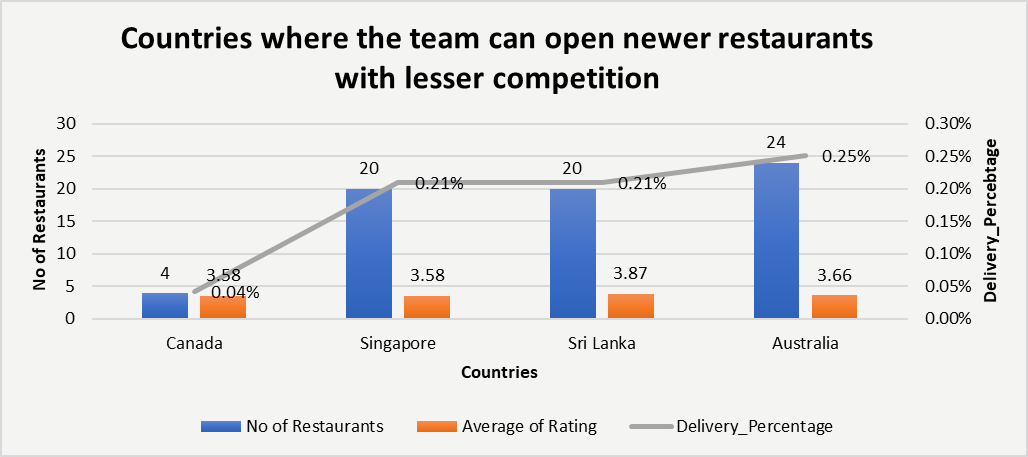 Countries where the team can open newer restaurants
with lesser competition
No of Restaurants
30
25
20
15
10
5
0
4
20
20
24
3.58
3.58
3.87
3.66
0.04%
0.21%
0.21%
0.25%
0.30%
0.25%
0.20%
0.15%
0.10%
0.05%
0.00%
Delivery_Percebtage
Canada
Singapore
Sri Lanka
Australia
Countries
No of Restaurants
Average of Rating
Delivery_Percentage